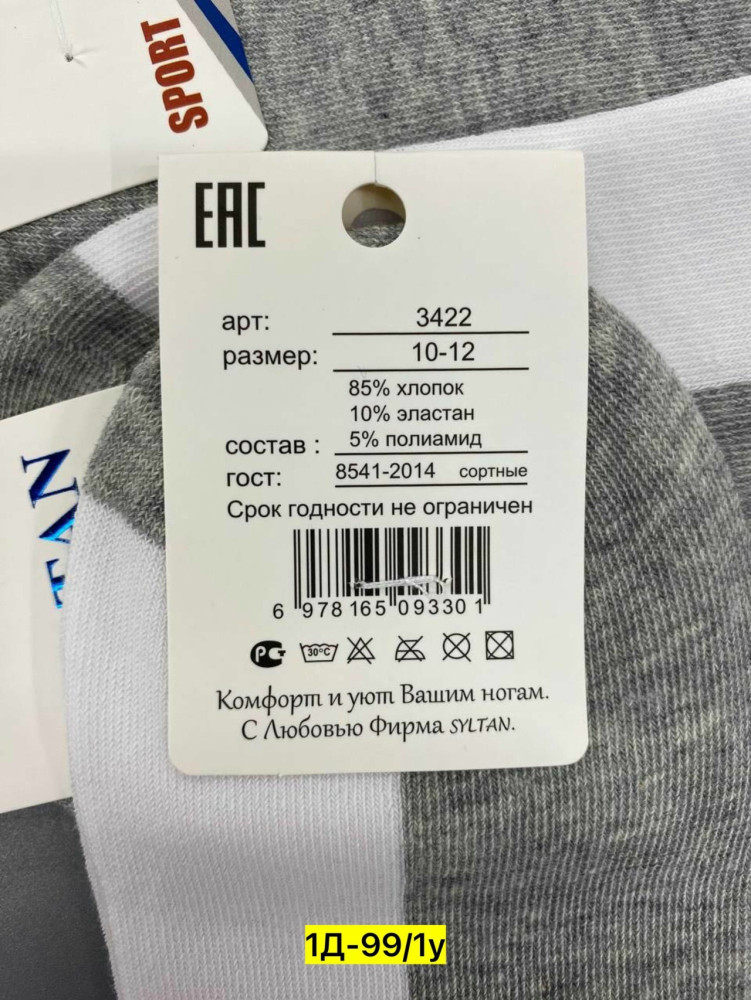 SPORT
EAC
арт: 3422
размер: 10-12
85% хлопок
10% эластан
состав : 5% полиамид
гост: 8541-2014 сортные
Срок годности не ограничен
6 978165 093301
30°C
Комфорт и уют Вашим ногам.
С Любовью Фирма SYLTAN.
TAN
1Д-99/1у